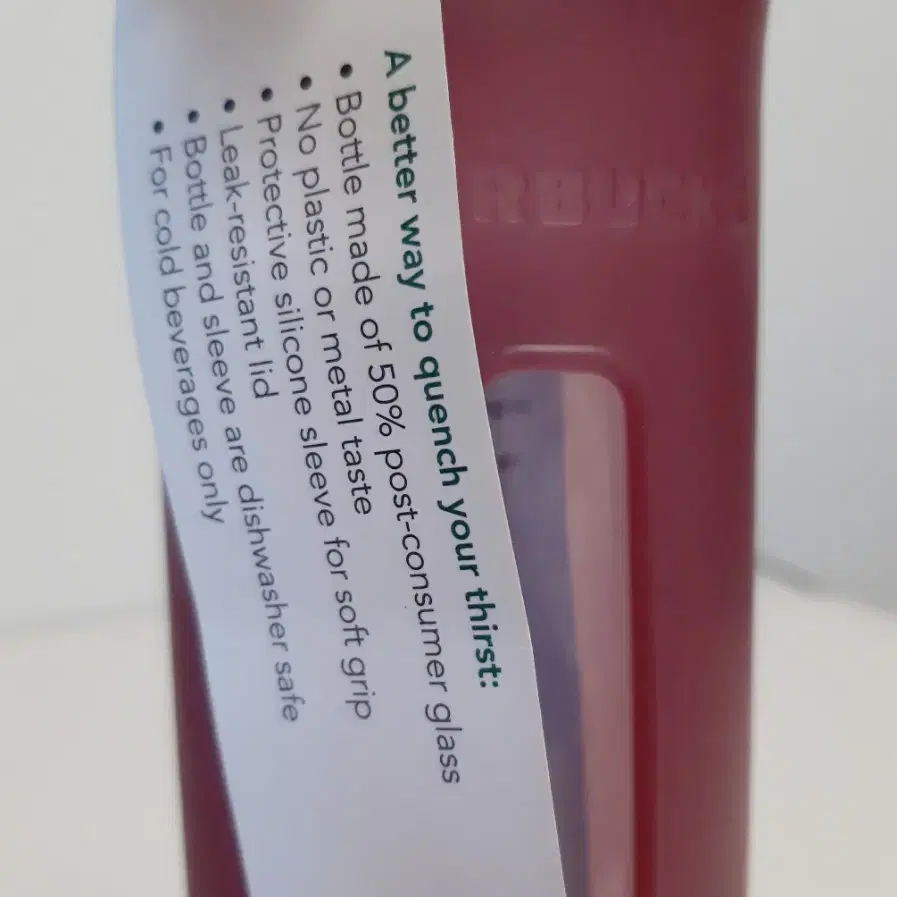 A better way to quench your thirst:
• Bottle made of 50% post-consumer glass
• No plastic or metal taste
• Protective silicone sleeve for soft grip
• Leak-resistant lid
• Bottle and sleeve are dishwasher safe
• For cold beverages only